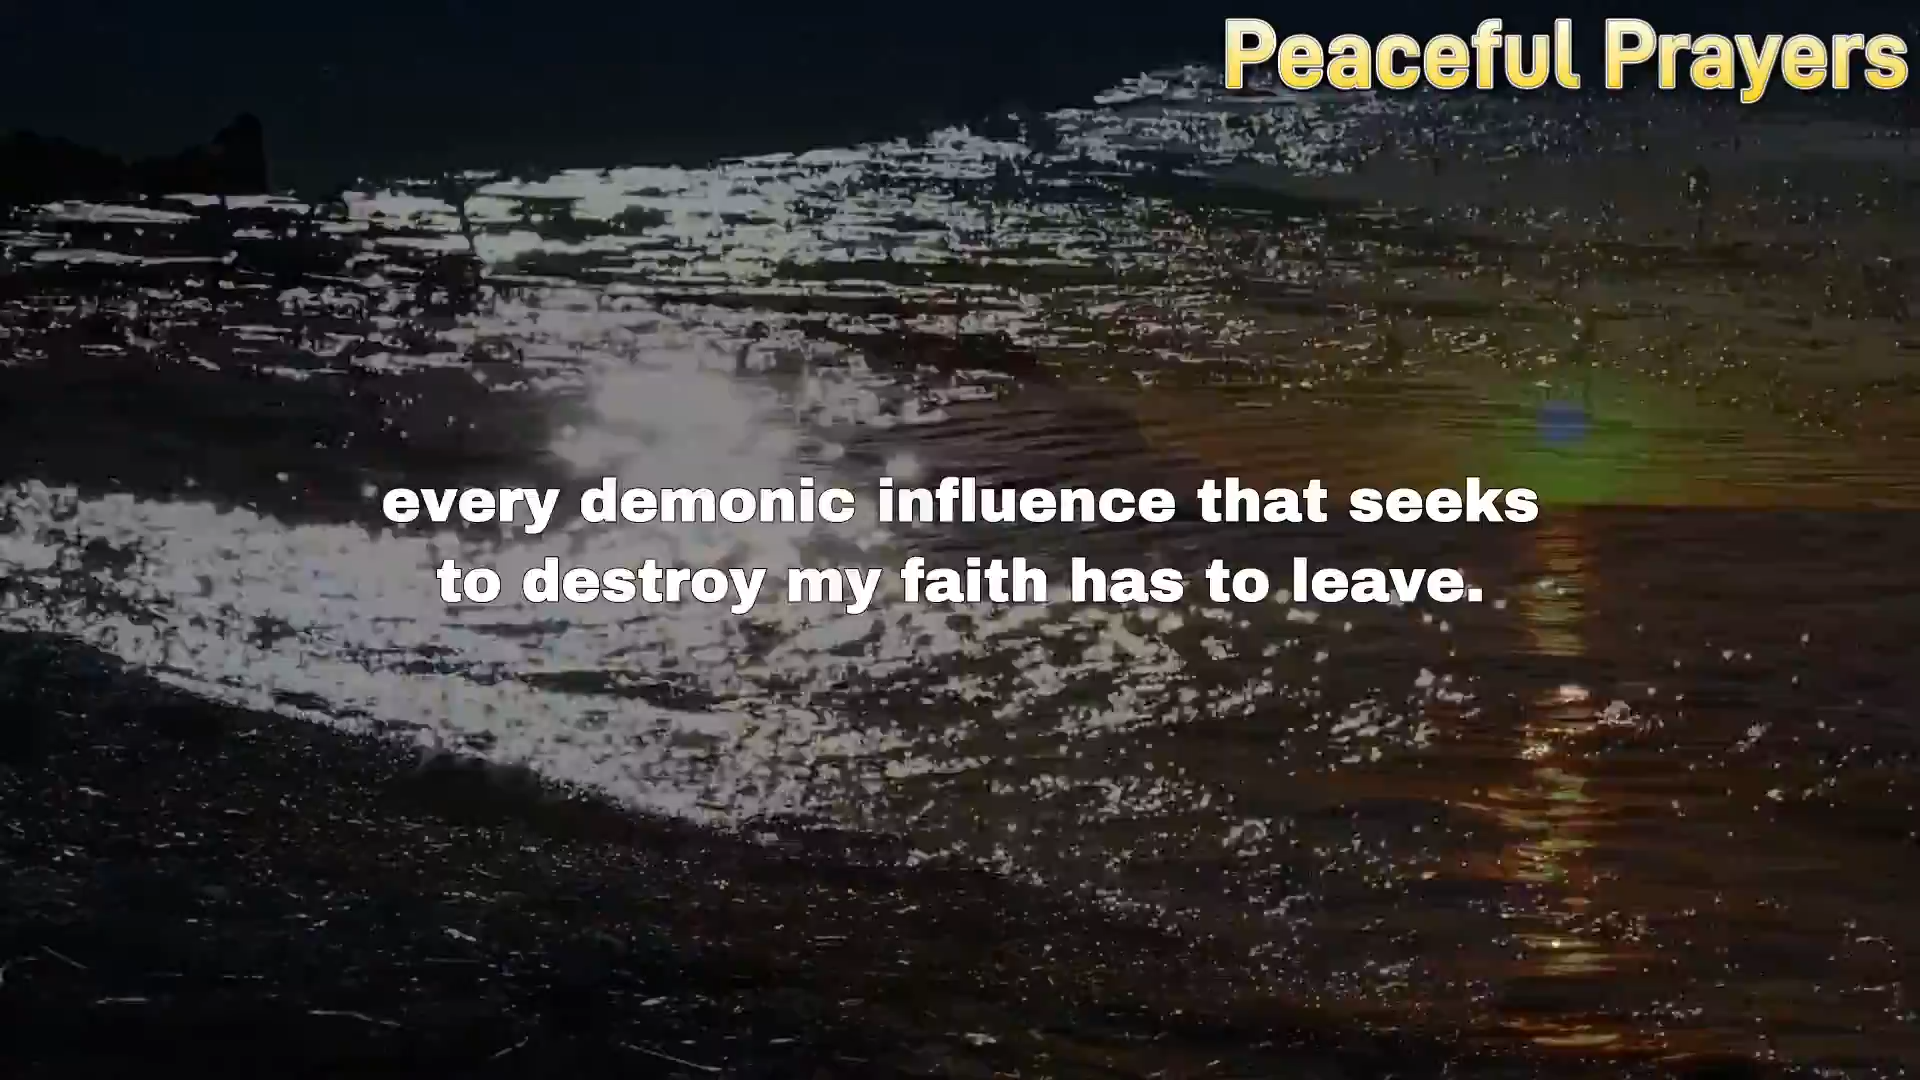 Peaceful Prayers
every demonic influence that seeks
to destroy my faith has to leave.